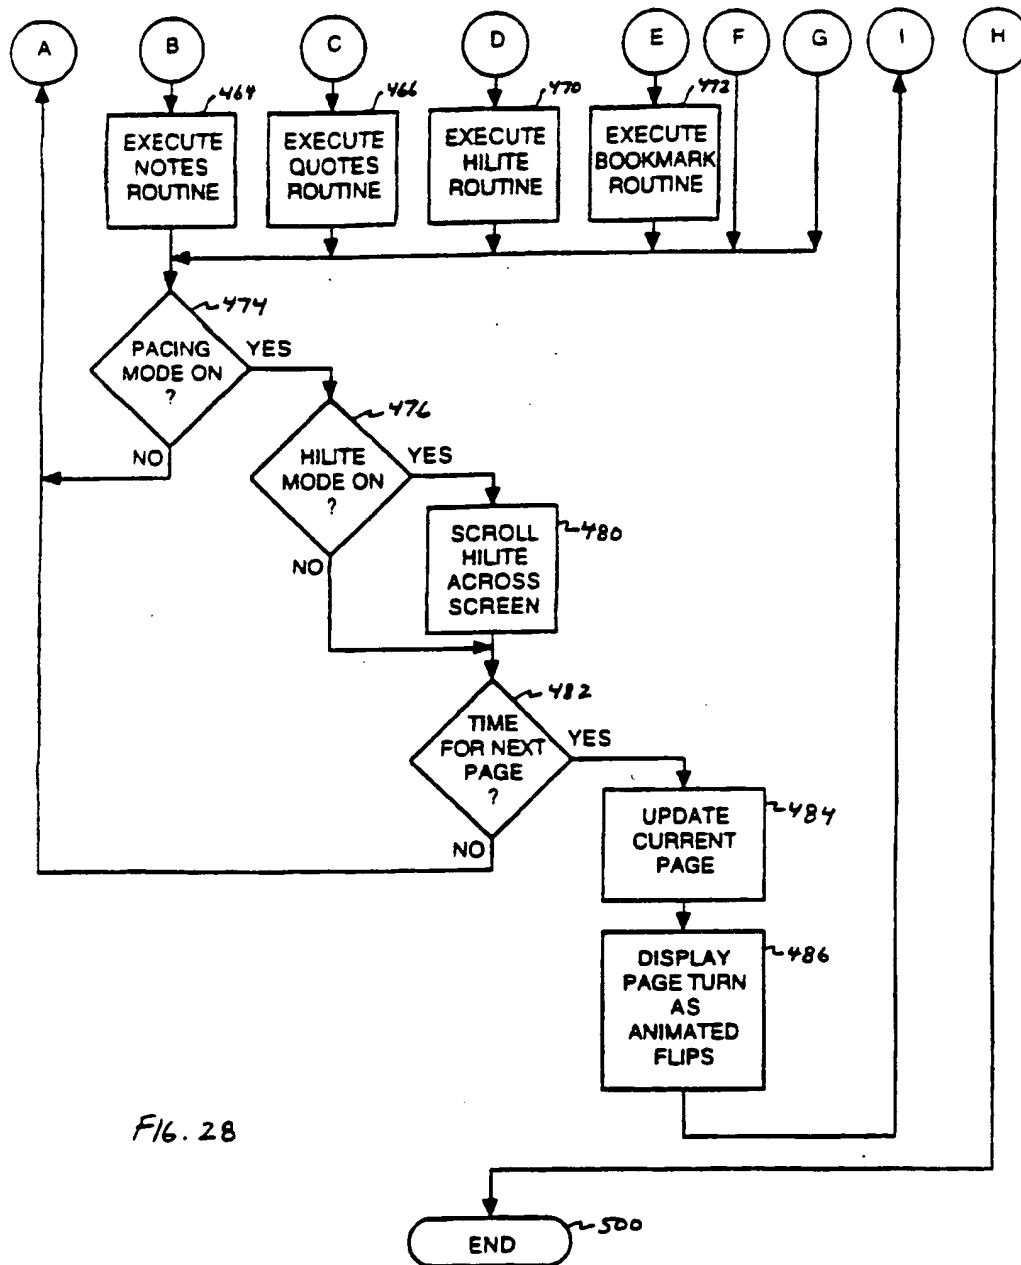 A B C D E F G I H
464 466 470 472
EXECUTE
NOTES
ROUTINE
EXECUTE
QUOTES
ROUTINE
EXECUTE
HILITE
ROUTINE
EXECUTE
BOOKMARK
ROUTINE
474
PACING
MODE ON
?
YES
NO
476
HILITE
MODE ON
?
YES
NO
480
SCROLL
HILITE
ACROSS
SCREEN
482
TIME
FOR NEXT
PAGE
?
YES
NO
484
UPDATE
CURRENT
PAGE
486
DISPLAY
PAGE TURN
AS
ANIMATED
FLIPS
FIG. 28
500
END